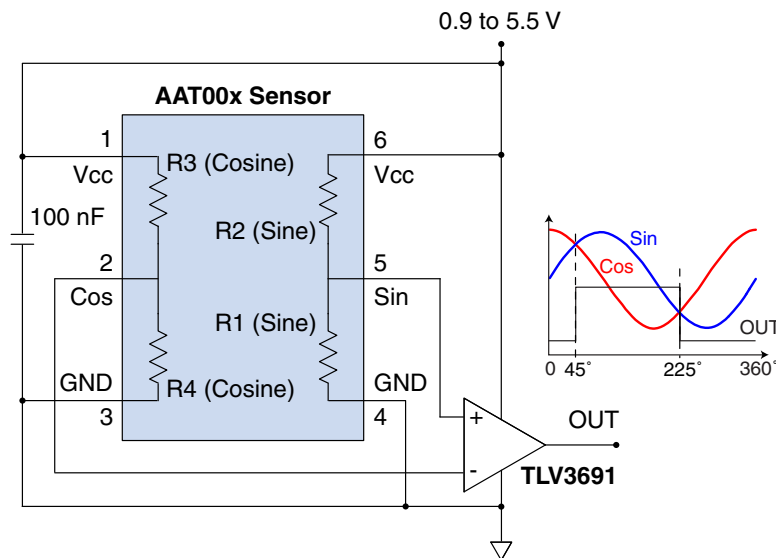 0.9 to 5.5 V
AAT00x Sensor
1
6
Vcc
R3 (Cosine)
Vcc
100 nF
R2 (Sine)
2
5
Cos
Sin
R1 (Sine)
GND
R4 (Cosine)
GND
3
4
+
-
OUT
TLV3691
Sin
Cos
OUT
0 45° 225° 360°